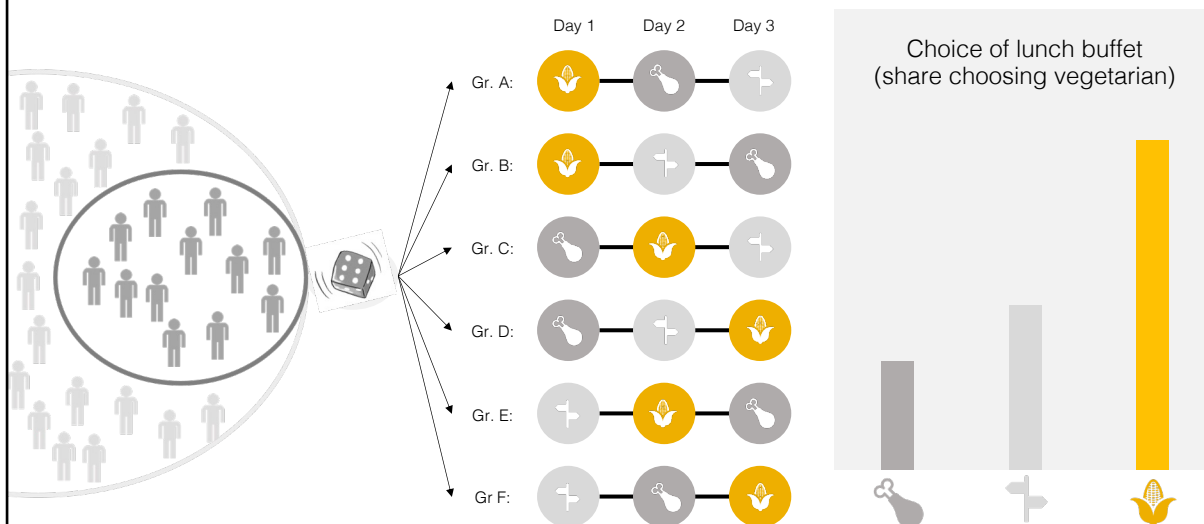 Day 1
Day 2
Day 3
Gr. A:
Gr. B:
Gr. C:
Gr. D:
Gr. E:
Gr F:
Choice of lunch buffet
(share choosing vegetarian)